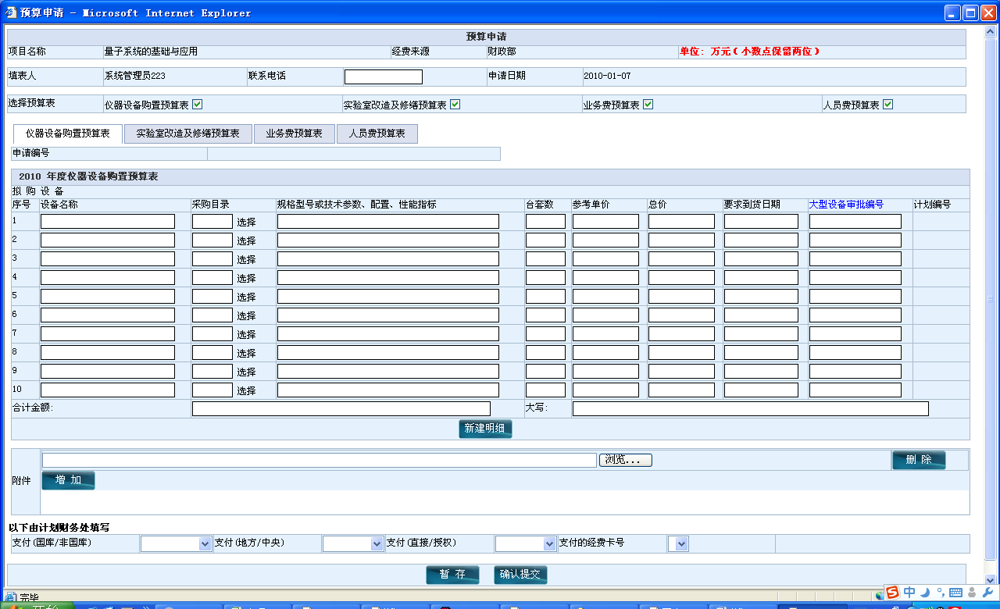 预算申请 - Microsoft Internet Explorer
预算申请
项目名称 量子系统的基础与应用 经费来源 财政部 单位：万元（小数点保留两位）
填表人 系统管理员223 联系电话 申请日期 2010-01-07
选择预算表 仪器设备购置预算表 实验室改造及修缮预算表 业务费预算表 人员费预算表
仪器设备购置预算表 实验室改造及修缮预算表 业务费预算表 人员费预算表
申请编号
2010 年度仪器设备购置预算表
拟 购 设 备
序号 设备名称 采购目录 规格型号或技术参数、配置、性能指标 台套数 参考单价 总价 要求到货日期 大型设备审批编号 计划编号
1 选择
2 选择
3 选择
4 选择
5 选择
6 选择
7 选择
8 选择
9 选择
10 选择
合计金额: 大写:
新建明细
浏览... 删 除
附件 增 加
以下由计划财务处填写
支付(国库/非国库) 支付(地方/中央) 支付(直接/授权) 支付的经费卡号
暂 存 确认提交
完毕
中